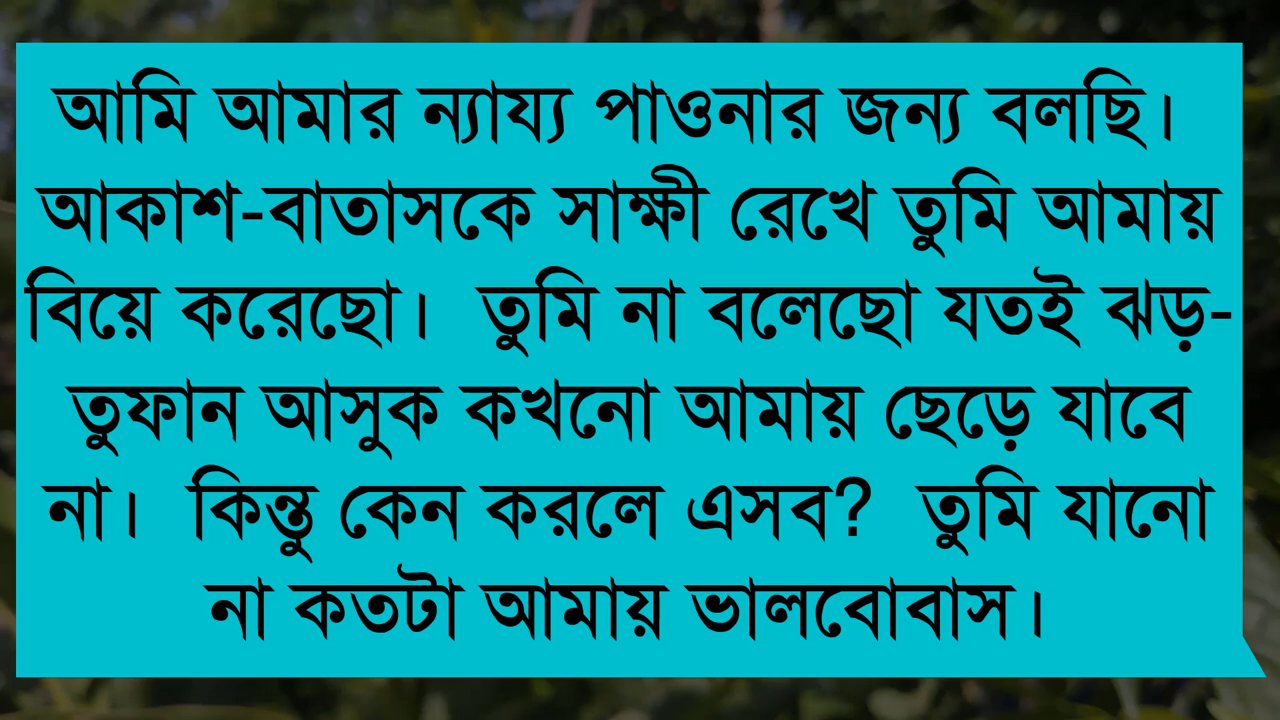 আমি আমার ন্যায্য পাওনার জন্য বলছি।
আকাশ-বাতাসকে সাক্ষী রেখে তুমি আমায়
বিয়ে করেছো। তুমি না বলেছো যতই ঝড়-
তুফান আসুক কখনো আমায় ছেড়ে যাবে
না। কিন্তু কেন করলে এসব? তুমি যানো
না কতটা আমায় ভালবোবাস।